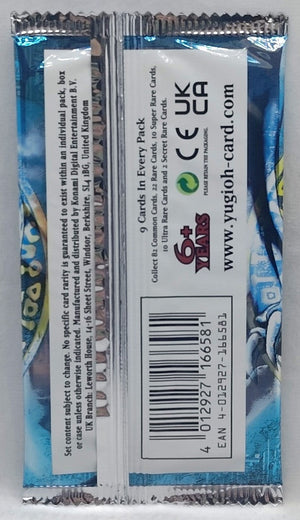 Set content subject to change. No specific card rarity is guaranteed to exist within an individual pack, box
or case unless otherwise indicated. Manufactured and distributed by Konami Digital Entertainment B.V.
UK Branch: Leworth House, 14-16 Sheet Street, Windsor, Berkshire, SL4 1BG, United Kingdom
9 Cards In Every Pack
Collect 82 Common Cards, 22 Rare Cards, 10 Super Rare Cards,
10 Ultra Rare Cards and 2 Secret Rare Cards.
6+
YEARS
CE
UK
CA
PLEASE RETAIN THIS PACKAGING.
www.yugioh-card.com
4 012927 166581
EAN 4-012927-166581